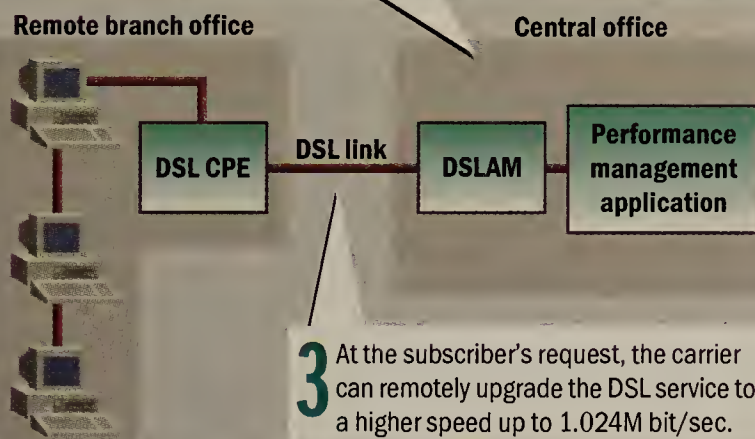 Remote branch office
Central office
DSL CPE
DSL link
DSLAM
Performance
management
application
3 At the subscriber's request, the carrier
can remotely upgrade the DSL service to
a higher speed up to 1.024M bit/sec.